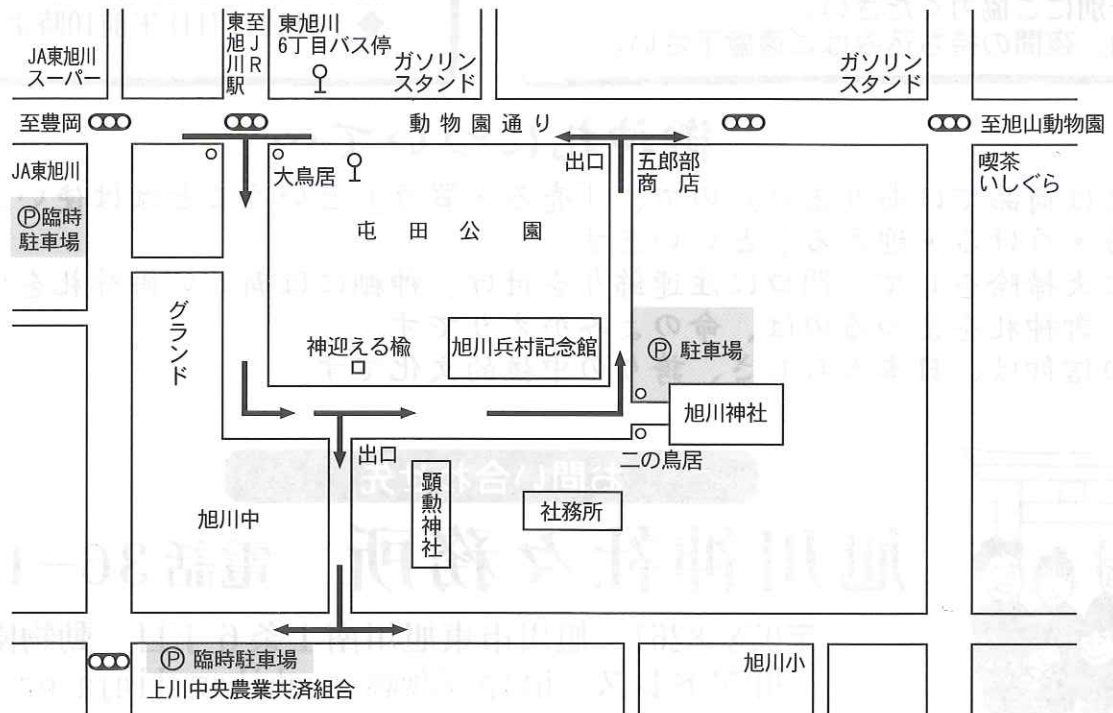 JA東旭川
スーパー
至JR
東旭川駅
東旭川
6丁目バス停
ガソリン
スタンド
ガソリン
スタンド
至豊岡
動物園通り
至旭山動物園
JA東旭川
Ⓟ臨時
駐車場
大鳥居
出口
五郎部
商店
喫茶
いしぐら
屯田公園
グランド
神迎える楡
旭川兵村記念館
Ⓟ 駐車場
旭川神社
二の鳥居
出口
顕勲神社
社務所
旭川中
Ⓟ 臨時駐車場
上川中央農業共済組合
旭川小